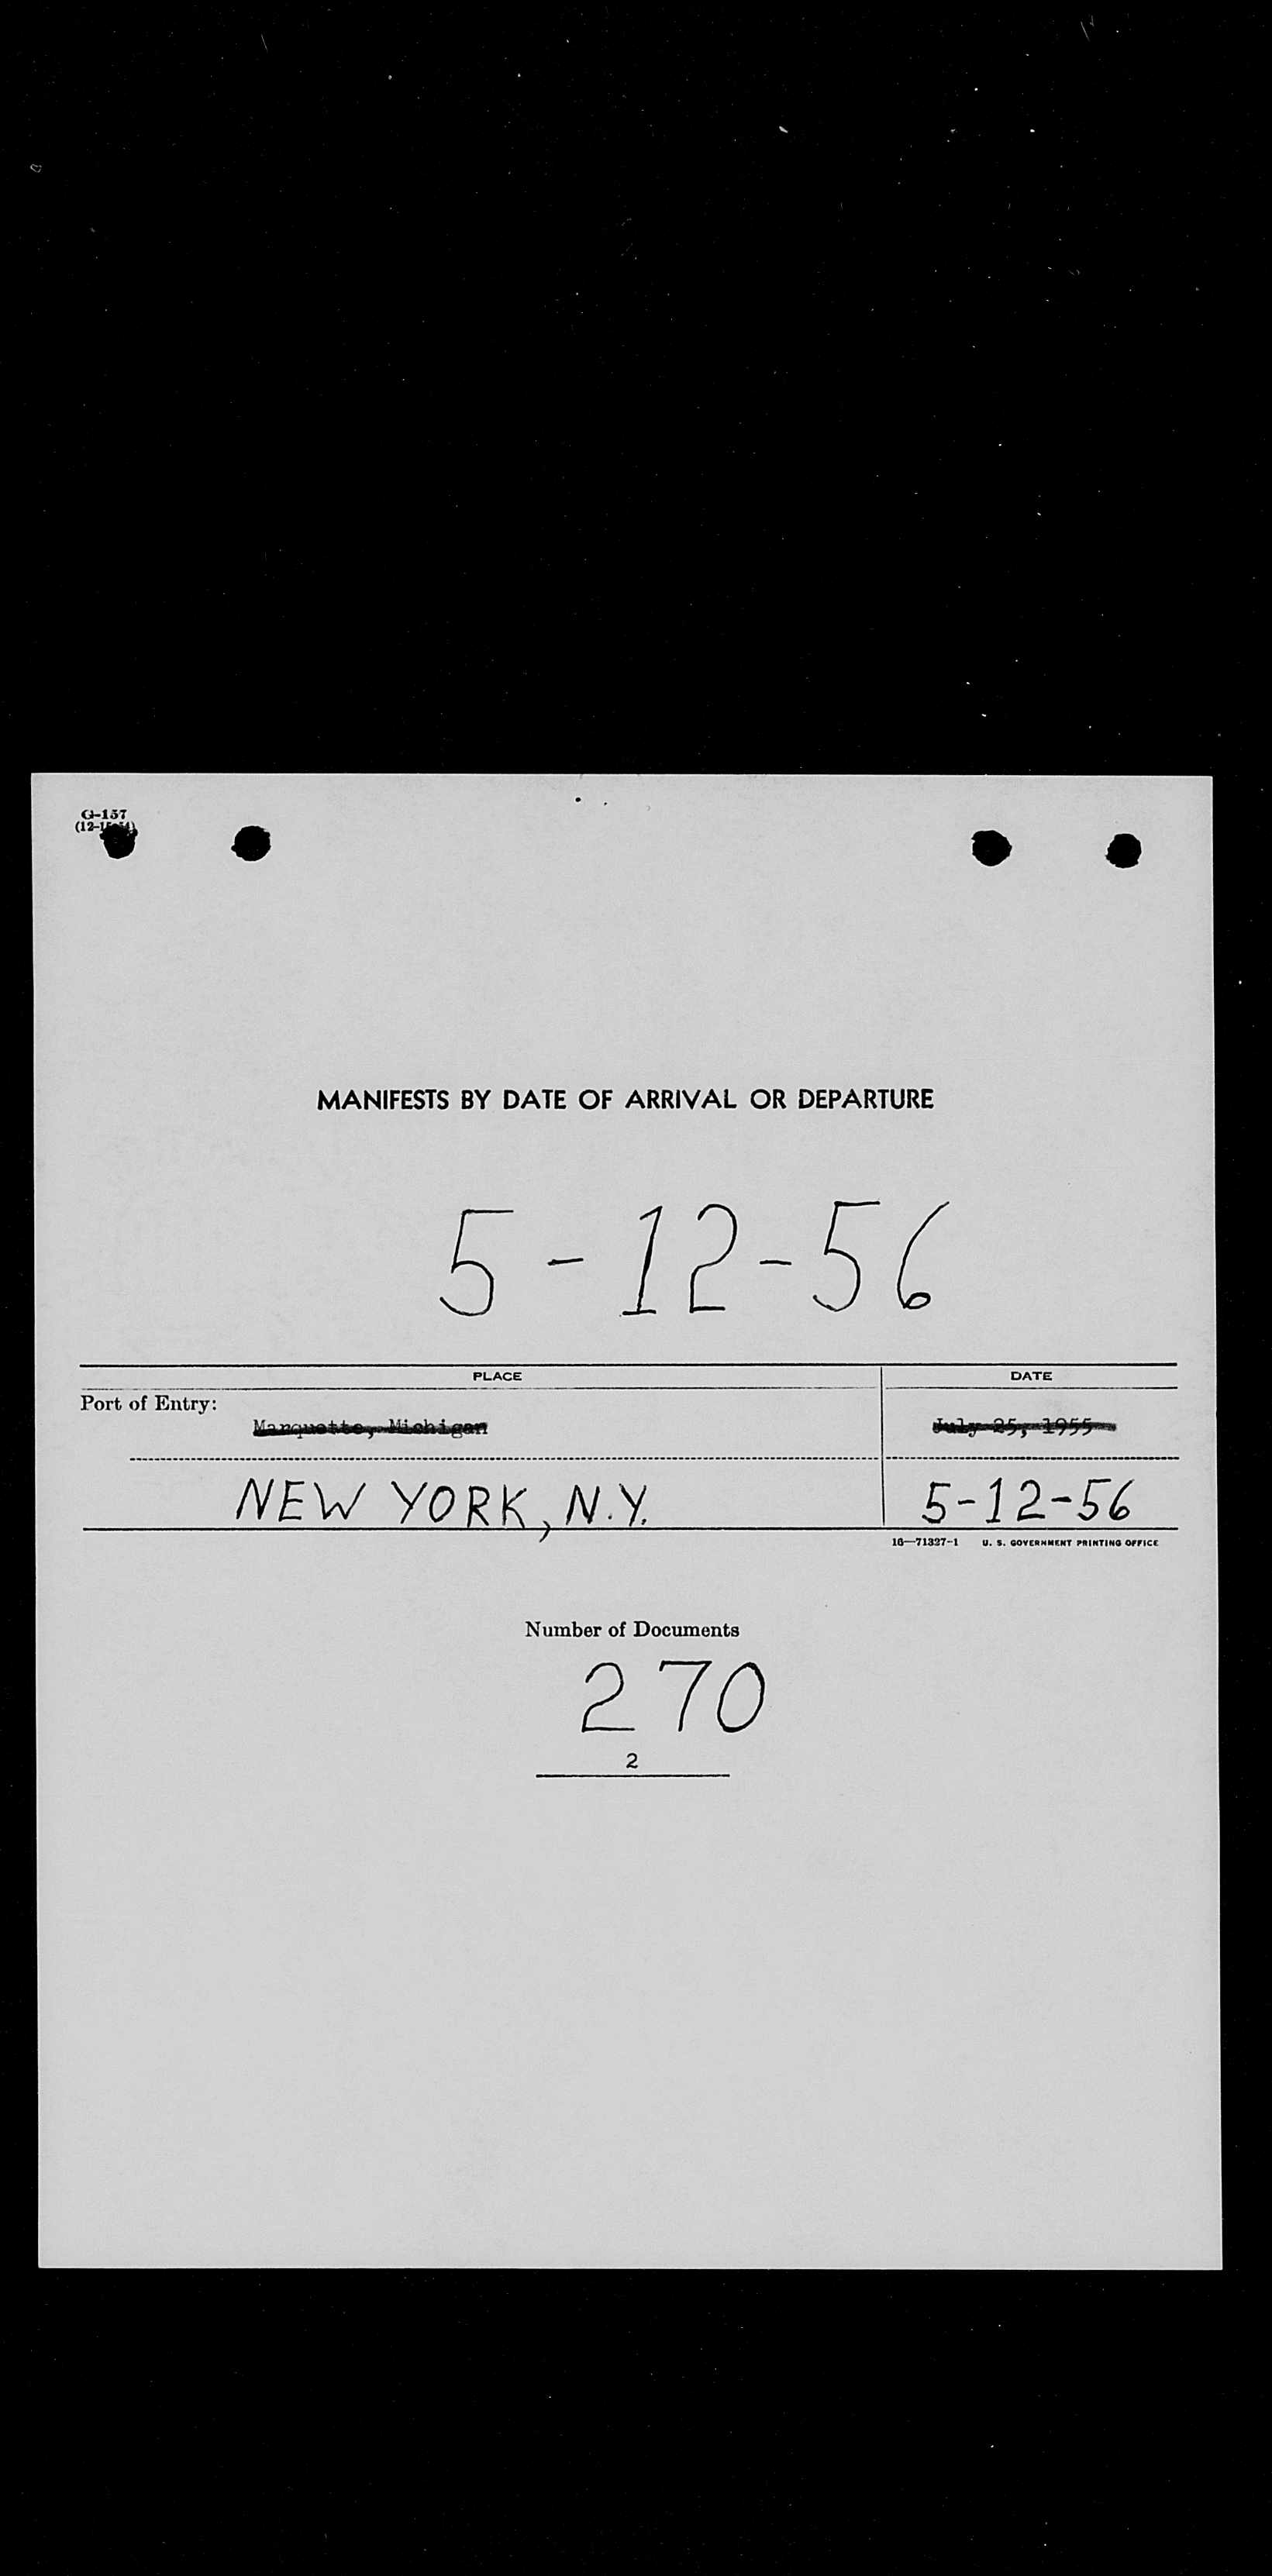 G-157
MANIFESTS BY DATE OF ARRIVAL OR DEPARTURE
5-12-56
PLACE DATE
Port of Entry:
Marquette, Michigan July 25, 1955
NEW YORK, N.Y. 5-12-56
16—71327-1 U. S. GOVERNMENT PRINTING OFFICE
Number of Documents
270
2